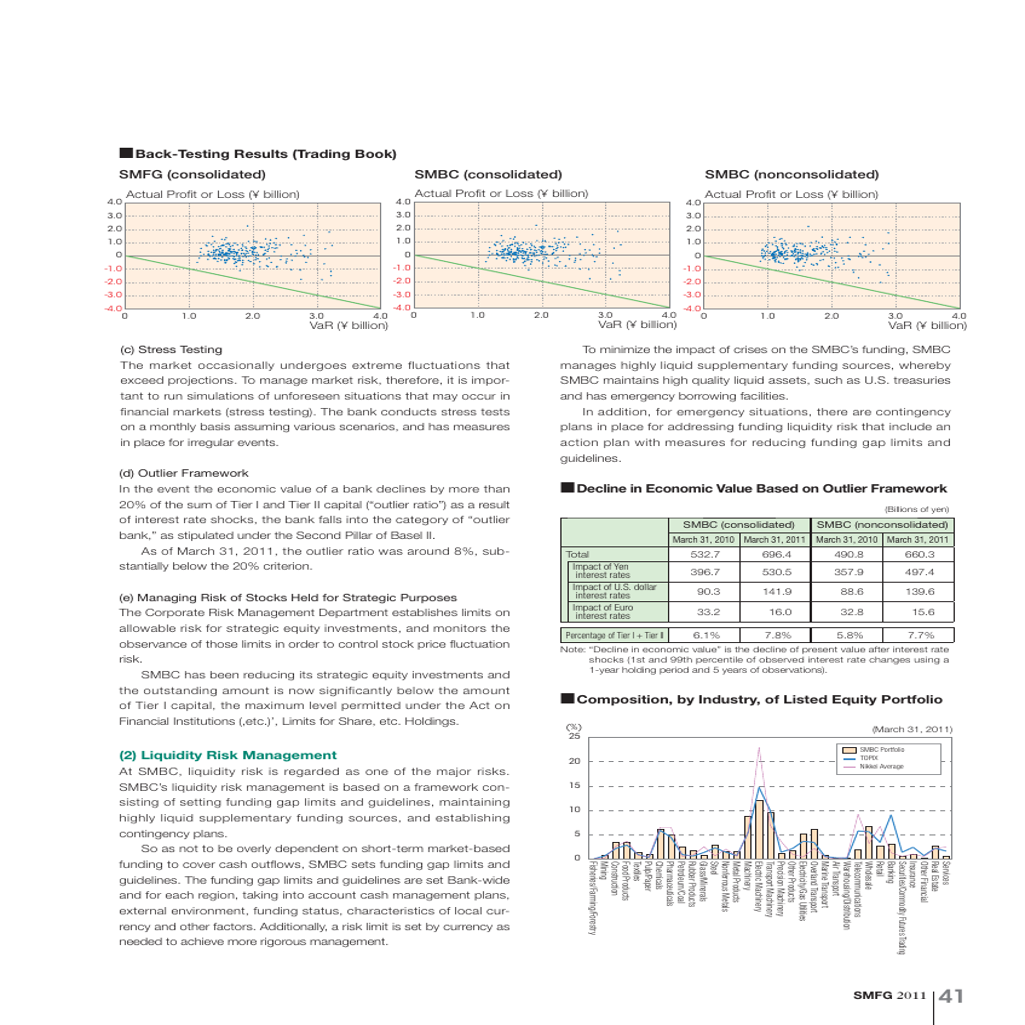 ■Back-Testing Results (Trading Book)
SMFG (consolidated)
Actual Profit or Loss (¥ billion)
4.0
3.0
2.0
1.0
0
-1.0
-2.0
-3.0
-4.0
0 1.0 2.0 3.0 4.0
VaR (¥ billion)
SMBC (consolidated)
Actual Profit or Loss (¥ billion)
4.0
3.0
2.0
1.0
0
-1.0
-2.0
-3.0
-4.0
0 1.0 2.0 3.0 4.0
VaR (¥ billion)
SMBC (nonconsolidated)
Actual Profit or Loss (¥ billion)
4.0
3.0
2.0
1.0
0
-1.0
-2.0
-3.0
-4.0
0 1.0 2.0 3.0 4.0
VaR (¥ billion)
(c) Stress Testing
The market occasionally undergoes extreme fluctuations that
exceed projections. To manage market risk, therefore, it is impor-
tant to run simulations of unforeseen situations that may occur in
financial markets (stress testing). The bank conducts stress tests
on a monthly basis assuming various scenarios, and has measures
in place for irregular events.
(d) Outlier Framework
In the event the economic value of a bank declines by more than
20% of the sum of Tier I and Tier II capital (“outlier ratio”) as a result
of interest rate shocks, the bank falls into the category of “outlier
bank,” as stipulated under the Second Pillar of Basel II.
As of March 31, 2011, the outlier ratio was around 8%, sub-
stantially below the 20% criterion.
(e) Managing Risk of Stocks Held for Strategic Purposes
The Corporate Risk Management Department establishes limits on
allowable risk for strategic equity investments, and monitors the
observance of those limits in order to control stock price fluctuation
risk.
SMBC has been reducing its strategic equity investments and
the outstanding amount is now significantly below the amount
of Tier I capital, the maximum level permitted under the Act on
Financial Institutions (,etc.)’, Limits for Share, etc. Holdings.
(2) Liquidity Risk Management
At SMBC, liquidity risk is regarded as one of the major risks.
SMBC’s liquidity risk management is based on a framework con-
sisting of setting funding gap limits and guidelines, maintaining
highly liquid supplementary funding sources, and establishing
contingency plans.
So as not to be overly dependent on short-term market-based
funding to cover cash outflows, SMBC sets funding gap limits and
guidelines. The funding gap limits and guidelines are set Bank-wide
and for each region, taking into account cash management plans,
external environment, funding status, characteristics of local cur-
rency and other factors. Additionally, a risk limit is set by currency as
needed to achieve more rigorous management.
To minimize the impact of crises on the SMBC’s funding, SMBC
manages highly liquid supplementary funding sources, whereby
SMBC maintains high quality liquid assets, such as U.S. treasuries
and has emergency borrowing facilities.
In addition, for emergency situations, there are contingency
plans in place for addressing funding liquidity risk that include an
action plan with measures for reducing funding gap limits and
guidelines.
■Decline in Economic Value Based on Outlier Framework
(Billions of yen)
SMBC (consolidated) SMBC (nonconsolidated)
March 31, 2010 March 31, 2011 March 31, 2010 March 31, 2011
Total 532.7 696.4 490.8 660.3
Impact of Yen
interest rates 396.7 530.5 357.9 497.4
Impact of U.S. dollar
interest rates 90.3 141.9 88.6 139.6
Impact of Euro
interest rates 33.2 16.0 32.8 15.6
Percentage of Tier I + Tier II 6.1% 7.8% 5.8% 7.7%
Note: “Decline in economic value” is the decline of present value after interest rate
shocks (1st and 99th percentile of observed interest rate changes using a
1-year holding period and 5 years of observations).
■Composition, by Industry, of Listed Equity Portfolio
(%)
(March 31, 2011)
25
20
15
10
5
0
SMBC Portfolio
TOPIX
Nikkei Average
Fisheries/Farming/Forestry
Mining
Construction
Food Products
Textiles
Pulp/Paper
Chemicals
Pharmaceuticals
Petroleum/Coal
Rubber Products
Glass/Minerals
Steel
Nonferrous Metals
Metal Products
Machinery
Electric Machinery
Transport Machinery
Precision Machinery
Other Products
Electricity/Gas Utilities
Overland Transport
Marine Transport
Air Transport
Warehousing/Distribution
Telecommunications
Wholesale
Retail
Banking
Securities/Commodity Futures Trading
Insurance
Other Financial
Real Estate
Services
SMFG 2011 41